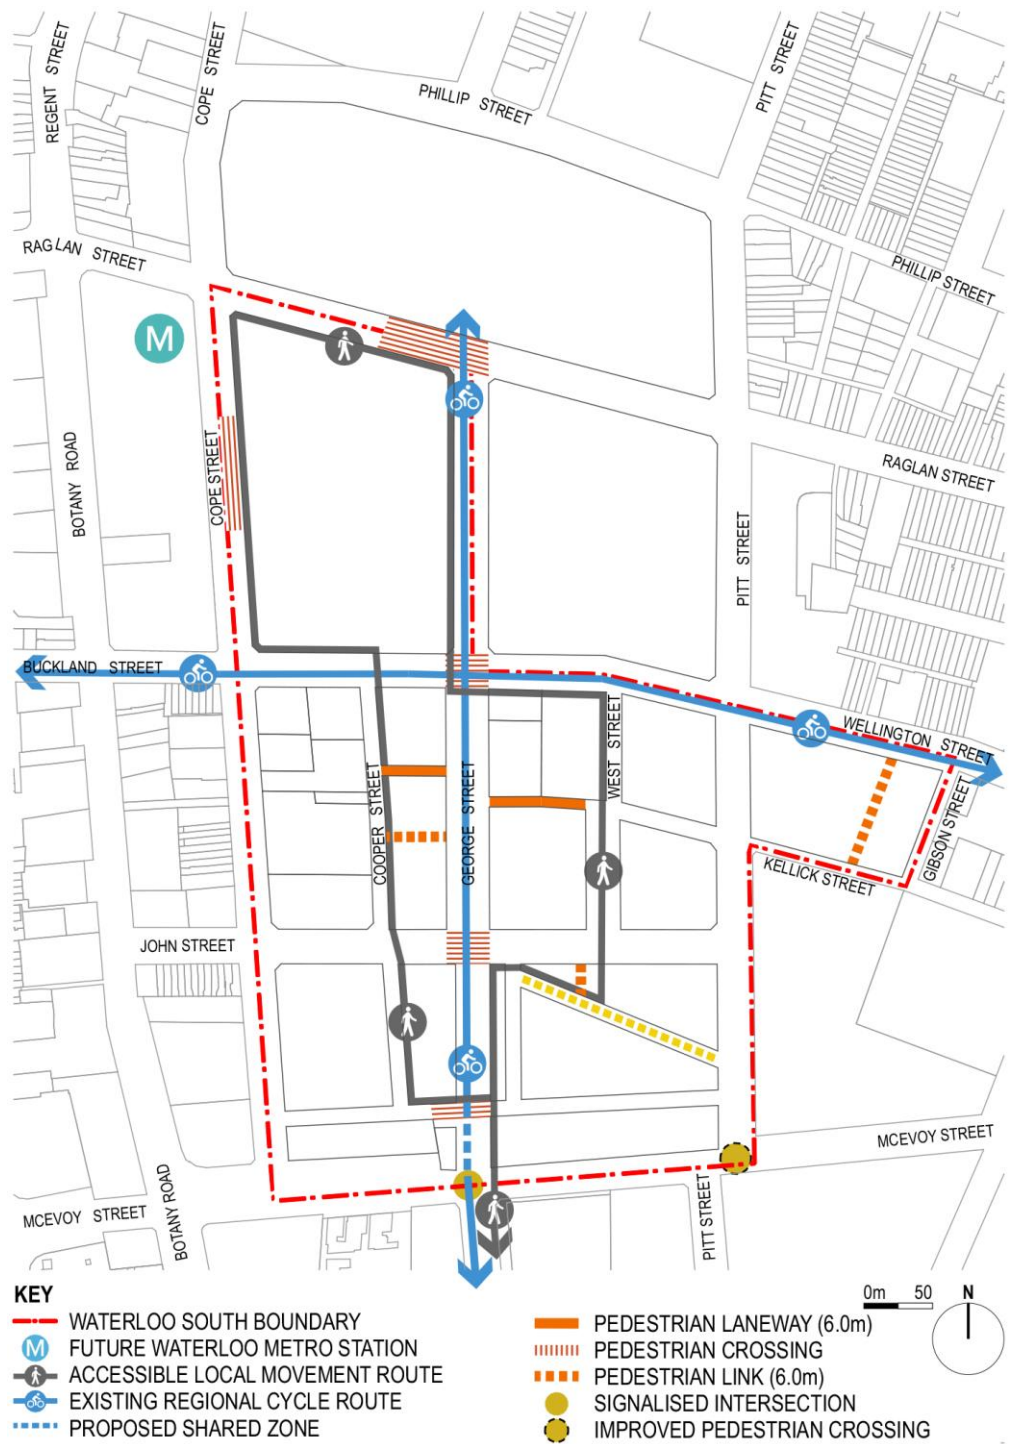 REGENT STREET
COPE STREET
PHILLIP STREET
PITT STREET
RAGLAN STREET
PHILLIP STREET
M
BOTANY ROAD
COPE STREET
PITT STREET
RAGLAN STREET
BUCKLAND STREET
WELLINGTON STREET
WEST STREET
COOPER STREET
GEORGE STREET
GIBSON STREET
KELLICK STREET
JOHN STREET
MCEVOY STREET
MCEVOY STREET
BOTANY ROAD
PITT STREET
KEY
WATERLOO SOUTH BOUNDARY
M FUTURE WATERLOO METRO STATION
ACCESSIBLE LOCAL MOVEMENT ROUTE
EXISTING REGIONAL CYCLE ROUTE
PROPOSED SHARED ZONE
PEDESTRIAN LANEWAY (6.0m)
PEDESTRIAN CROSSING
PEDESTRIAN LINK (6.0m)
SIGNALISED INTERSECTION
IMPROVED PEDESTRIAN CROSSING
0m 50
N